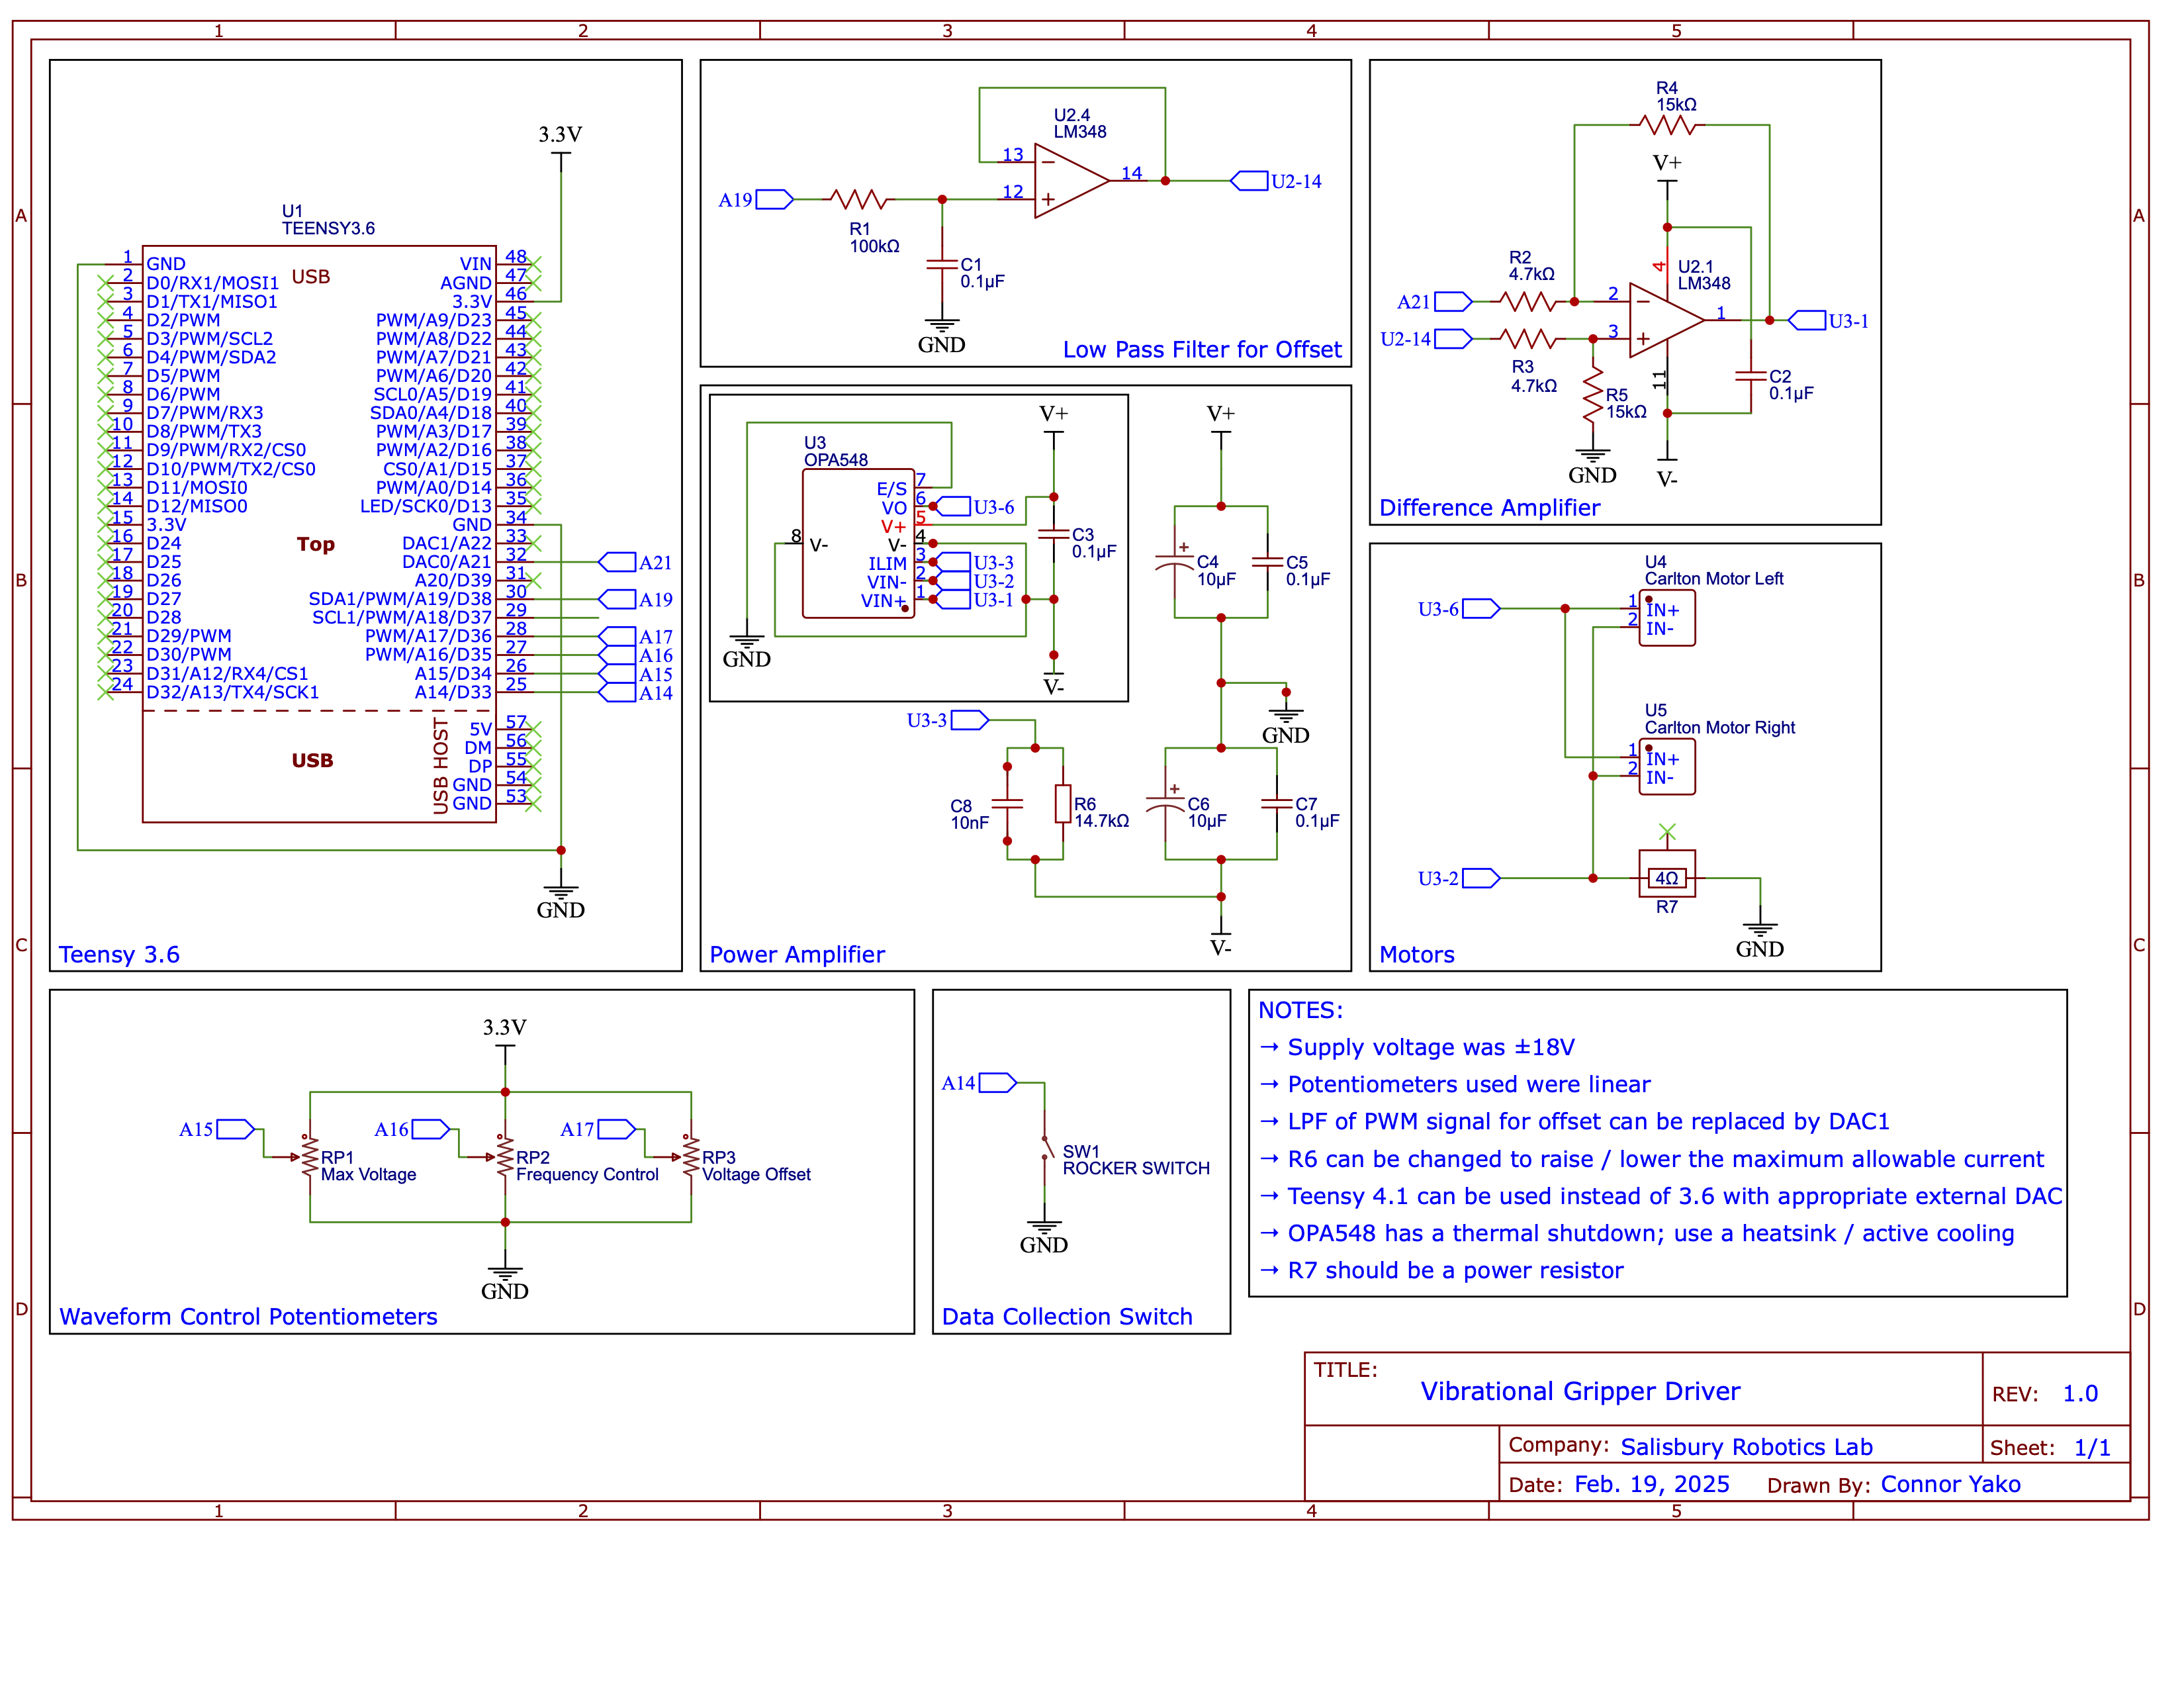 1 2 3 4 5
A
B
C
D
A
B
C
D
U1
TEENSY3.6
3.3V
USB
1 GND
2 D0/RX1/MOSI1
3 D1/TX1/MISO1
4 D2/PWM
5 D3/PWM/SCL2
6 D4/PWM/SDA2
7 D5/PWM
8 D6/PWM
9 D7/PWM/RX3
10 D8/PWM/TX3
11 D9/PWM/RX2/CS0
12 D10/PWM/TX2/CS0
13 D11/MOSI0
14 D12/MISO0
15 3.3V
16 D24
17 D25
18 D26
19 D27
20 D28
21 D29/PWM
22 D30/PWM
23 D31/A12/RX4/CS1
24 D32/A13/TX4/SCK1
Top
VIN 48
AGND 47
3.3V 46
PWM/A9/D23 45
PWM/A8/D22 44
PWM/A7/D21 43
PWM/A6/D20 42
SCL0/A5/D19 41
SDA0/A4/D18 40
PWM/A3/D17 39
PWM/A2/D16 38
CS0/A1/D15 37
PWM/A0/D14 36
LED/SCK0/D13 35
GND 34
DAC1/A22 33
DAC0/A21 32 A21
A20/D39 31
SDA1/PWM/A19/D38 30 A19
SCL1/PWM/A18/D37 29
PWM/A17/D36 28 A17
PWM/A16/D35 27 A16
A15/D34 26 A15
A14/D33 25 A14
USB
USB HOST
5V 57
DM 56
DP 55
GND 54
GND 53
GND
Teensy 3.6
U2.4
LM348
13
12
14
U2-14
A19
R1
100kΩ
C1
0.1µF
GND
Low Pass Filter for Offset
U3
OPA548
E/S 7
VO 6 U3-6
V+ 5
V- 4
ILIM 3 U3-3
VIN- 2 U3-2
VIN+ 1 U3-1
8 V-
GND
V+
C3
0.1µF
V-
V+
C4
10µF
C5
0.1µF
GND
U3-3
C8
10nF
R6
14.7kΩ
C6
10µF
C7
0.1µF
V-
Power Amplifier
R4
15kΩ
V+
4
U2.1
LM348
R2
4.7kΩ
A21
2
1
U3-1
U2-14
3
R3
4.7kΩ
R5
15kΩ
11
C2
0.1µF
GND
V-
Difference Amplifier
U4
Carlton Motor Left
U3-6
1 IN+
2 IN-
U5
Carlton Motor Right
1 IN+
2 IN-
U3-2
4Ω
R7
GND
Motors
3.3V
A15
RP1
Max Voltage
A16
RP2
Frequency Control
A17
RP3
Voltage Offset
GND
Waveform Control Potentiometers
A14
SW1
ROCKER SWITCH
GND
Data Collection Switch
NOTES:
→ Supply voltage was ±18V
→ Potentiometers used were linear
→ LPF of PWM signal for offset can be replaced by DAC1
→ R6 can be changed to raise / lower the maximum allowable current
→ Teensy 4.1 can be used instead of 3.6 with appropriate external DAC
→ OPA548 has a thermal shutdown; use a heatsink / active cooling
→ R7 should be a power resistor
TITLE:
Vibrational Gripper Driver
REV: 1.0
Company: Salisbury Robotics Lab
Sheet: 1/1
Date: Feb. 19, 2025 Drawn By: Connor Yako
1 2 3 4 5